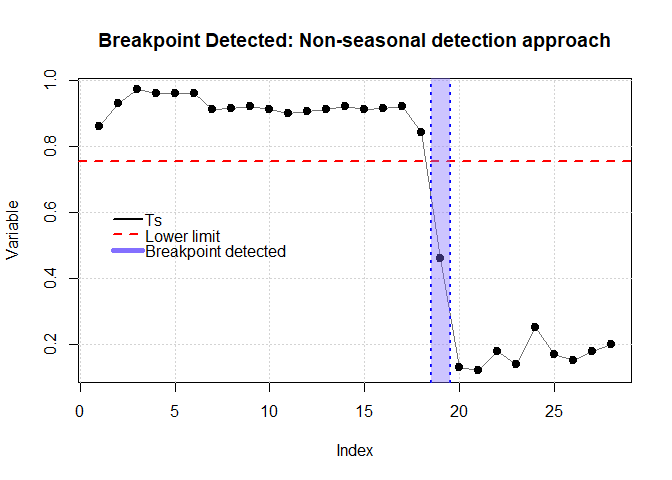 Breakpoint Detected: Non-seasonal detection approach
1.0
0.8
0.6
0.4
0.2
Variable
Ts
Lower limit
Breakpoint detected
0 5 10 15 20 25
Index